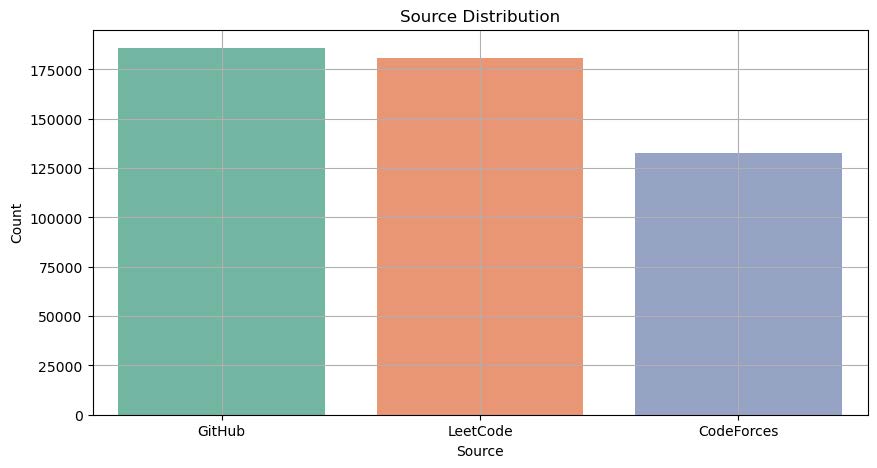 Source Distribution
175000
150000
125000
100000
75000
50000
25000
0
Count
GitHub LeetCode CodeForces
Source